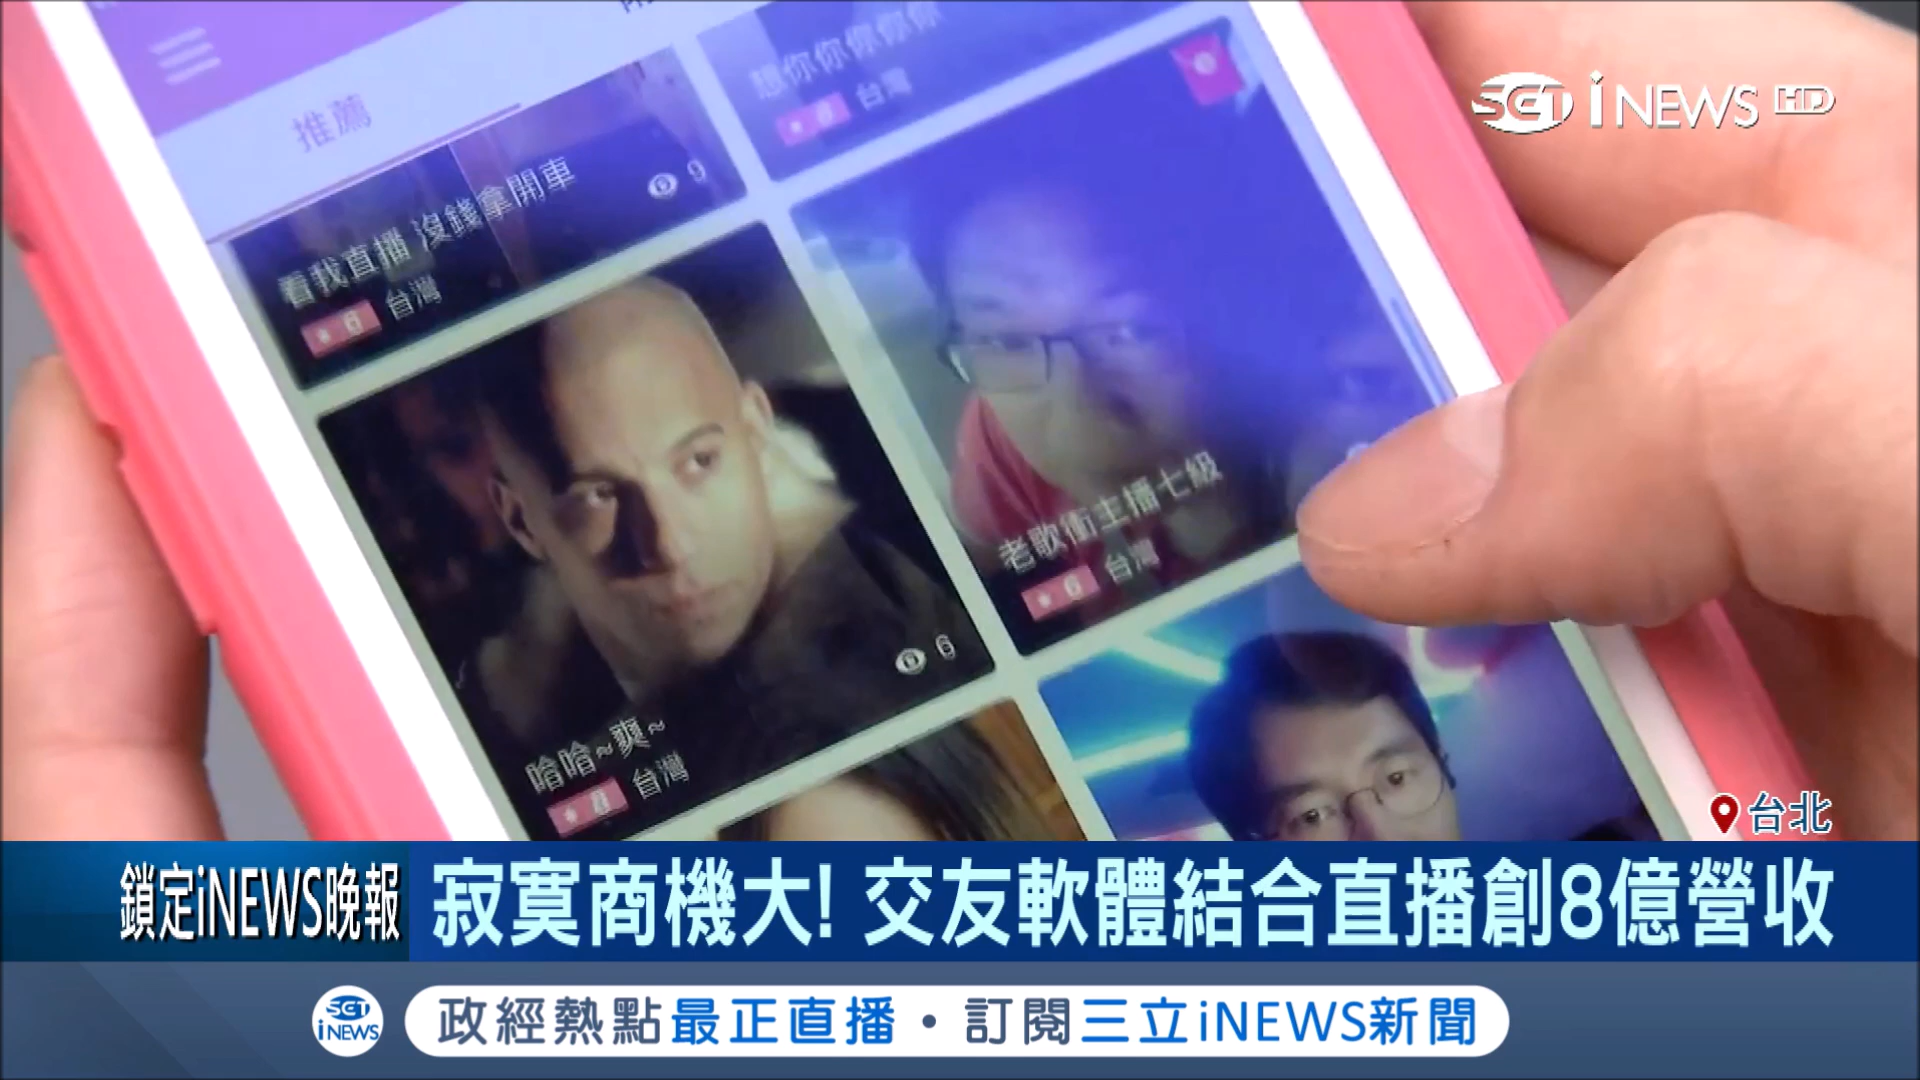 推薦
想你你你你你
台灣
看我直播 沒錢拿開車
9
6
台灣
老歌衝主播七級
6
台灣
哈哈~爽~
6
台灣
SET iNEWS HD
台北
鎖定iNEWS晚報
寂寞商機大! 交友軟體結合直播創8億營收
SET iNEWS
政經熱點最正直播・訂閱三立iNEWS新聞